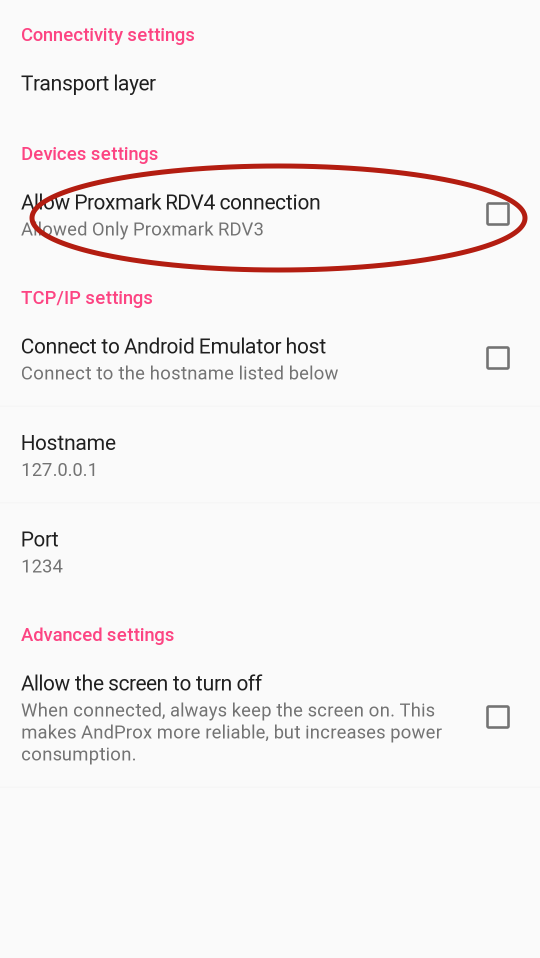 Connectivity settings
Transport layer
Devices settings
Allow Proxmark RDV4 connection
Allowed Only Proxmark RDV3
TCP/IP settings
Connect to Android Emulator host
Connect to the hostname listed below
Hostname
127.0.0.1
Port
1234
Advanced settings
Allow the screen to turn off
When connected, always keep the screen on. This
makes AndProx more reliable, but increases power
consumption.